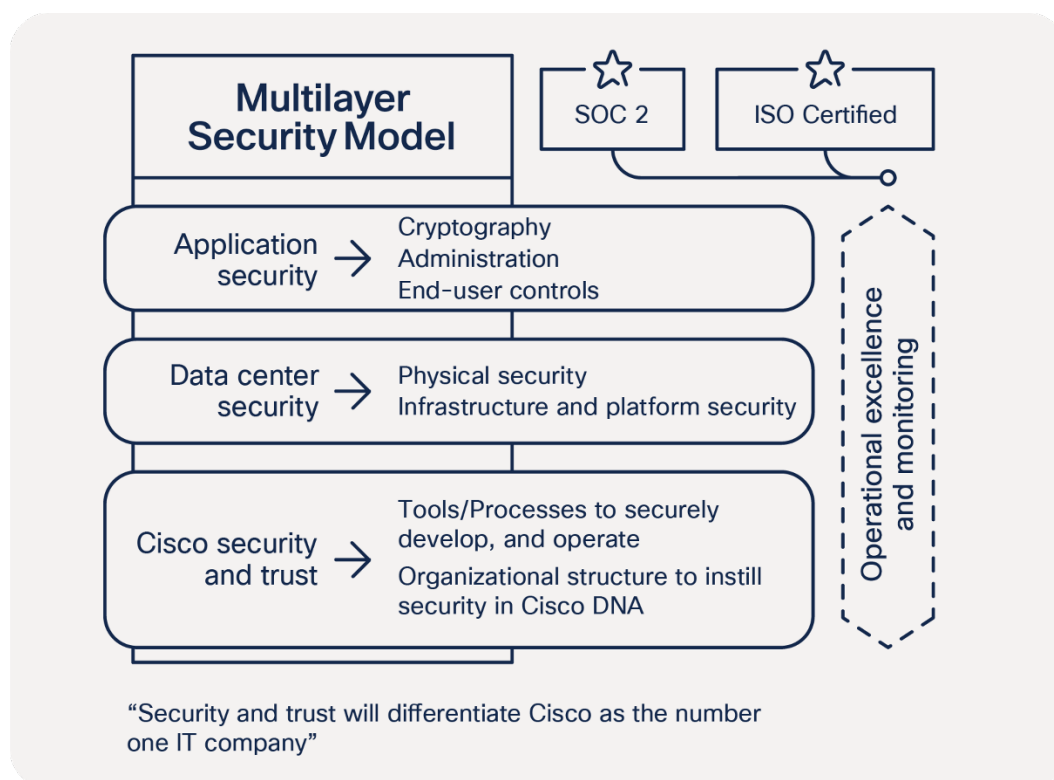 Multilayer
Security Model
SOC 2
ISO Certified
Application
security
Cryptography
Administration
End-user controls
Data center
security
Physical security
Infrastructure and platform security
Cisco security
and trust
Tools/Processes to securely
develop, and operate
Organizational structure to instill
security in Cisco DNA
Operational excellence
and monitoring
“Security and trust will differentiate Cisco as the number
one IT company”